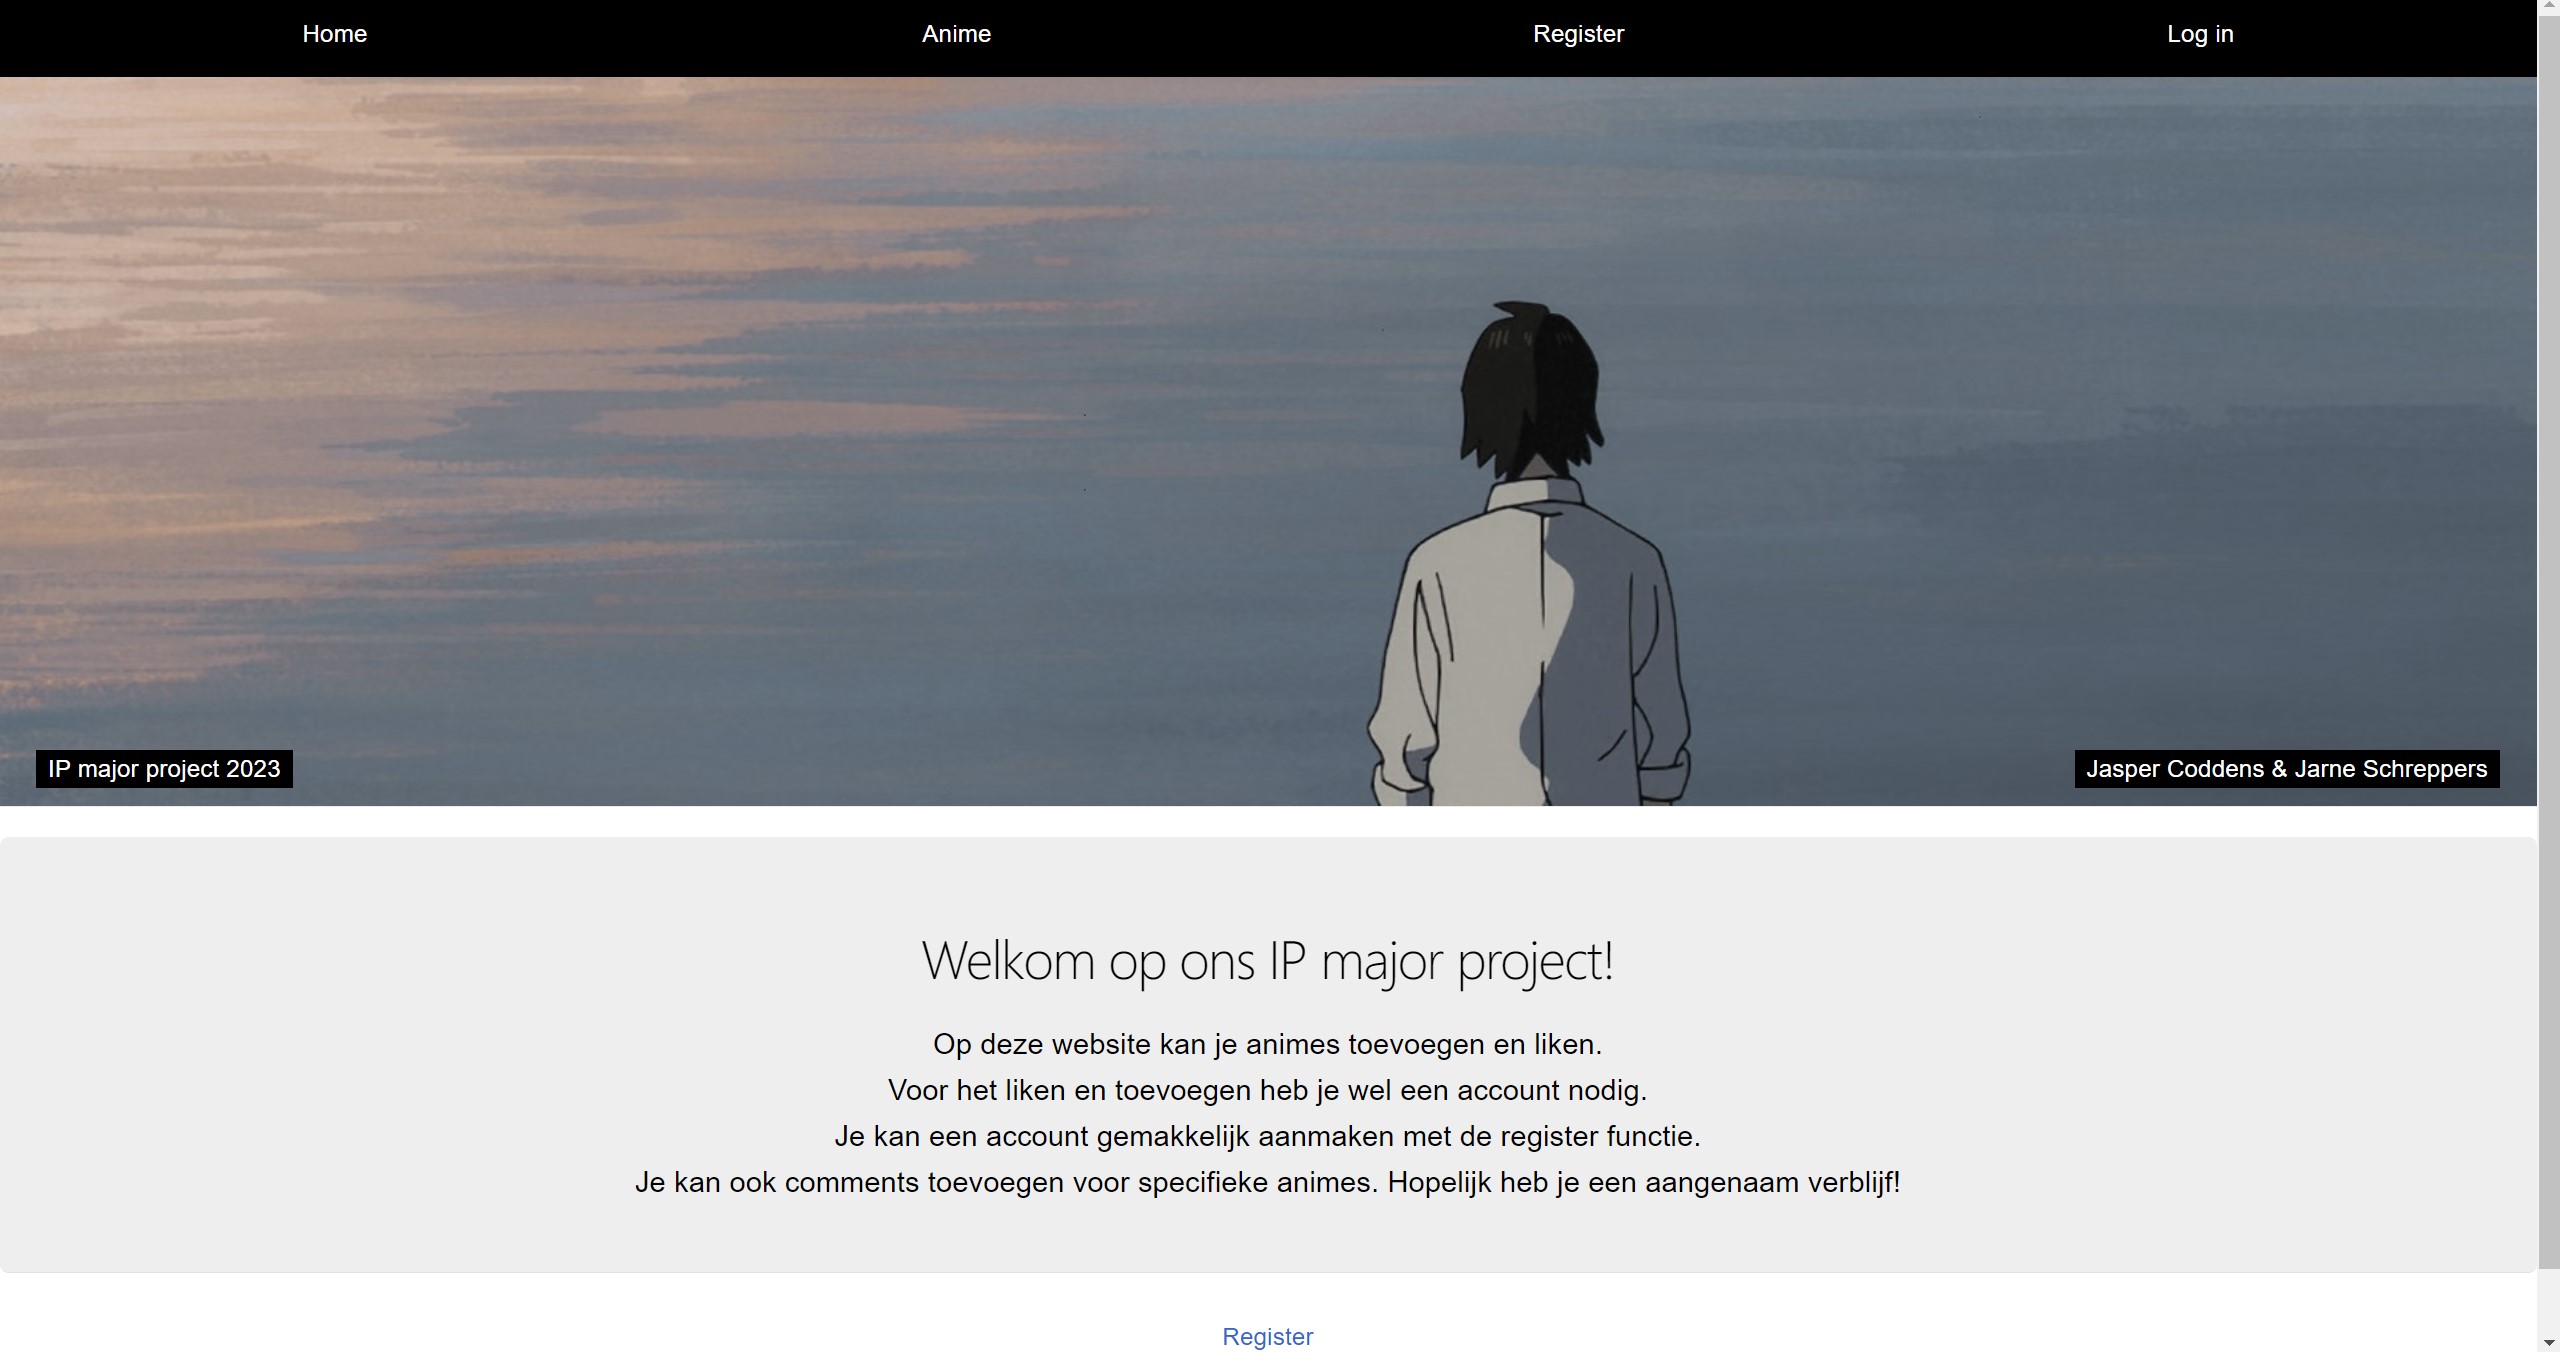 Home Anime Register Log in
IP major project 2023
Jasper Coddens & Jarne Schreppers
Welkom op ons IP major project!
Op deze website kan je animes toevoegen en liken.
Voor het liken en toevoegen heb je wel een account nodig.
Je kan een account gemakkelijk aanmaken met de register functie.
Je kan ook comments toevoegen voor specifieke animes. Hopelijk heb je een aangenaam verblijf!
Register